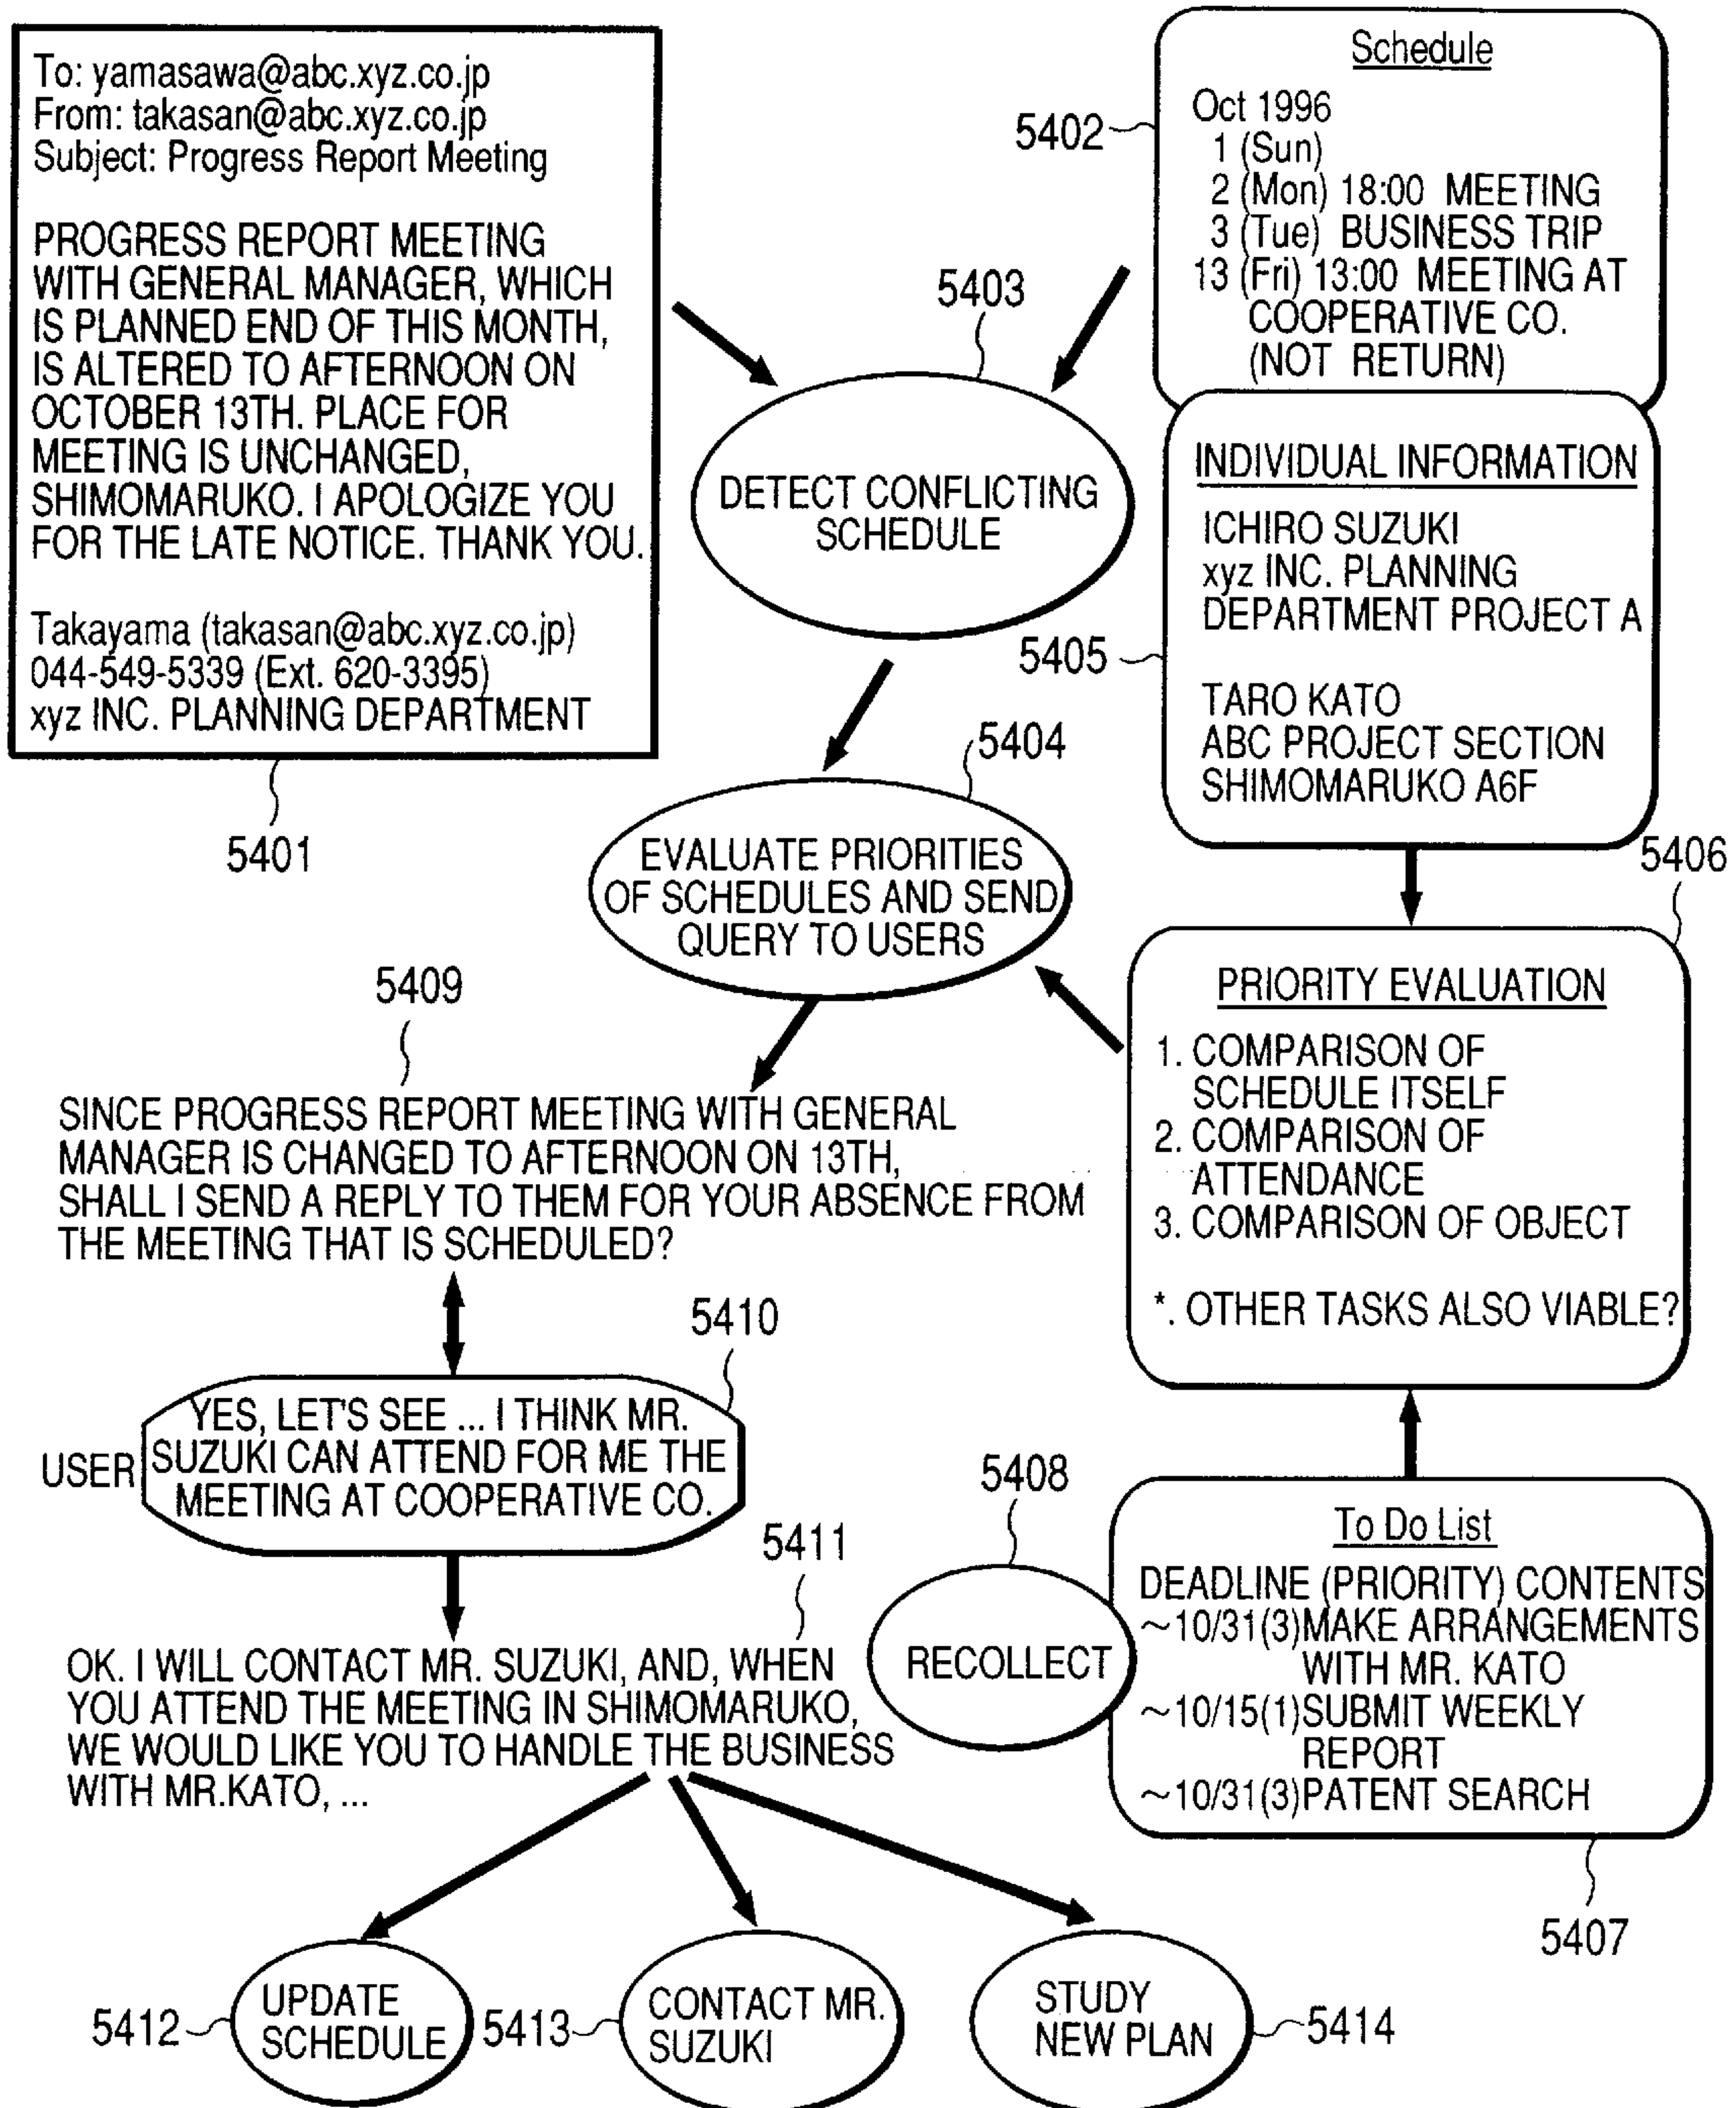 To: yamasawa@abc.xyz.co.jp
From: takasan@abc.xyz.co.jp
Subject: Progress Report Meeting
PROGRESS REPORT MEETING
WITH GENERAL MANAGER, WHICH
IS PLANNED END OF THIS MONTH,
IS ALTERED TO AFTERNOON ON
OCTOBER 13TH. PLACE FOR
MEETING IS UNCHANGED,
SHIMOMARUKO. I APOLOGIZE YOU
FOR THE LATE NOTICE. THANK YOU.
Takayama (takasan@abc.xyz.co.jp)
044-549-5339 (Ext. 620-3395)
xyz INC. PLANNING DEPARTMENT
5401
5402
Schedule
Oct 1996
1 (Sun)
2 (Mon) 18:00 MEETING
3 (Tue) BUSINESS TRIP
13 (Fri) 13:00 MEETING AT
COOPERATIVE CO.
(NOT RETURN)
5403
DETECT CONFLICTING
SCHEDULE
5405
INDIVIDUAL INFORMATION
ICHIRO SUZUKI
xyz INC. PLANNING
DEPARTMENT PROJECT A
TARO KATO
ABC PROJECT SECTION
SHIMOMARUKO A6F
5404
EVALUATE PRIORITIES
OF SCHEDULES AND SEND
QUERY TO USERS
5406
PRIORITY EVALUATION
1. COMPARISON OF
SCHEDULE ITSELF
2. COMPARISON OF
ATTENDANCE
3. COMPARISON OF OBJECT
*. OTHER TASKS ALSO VIABLE?
5409
SINCE PROGRESS REPORT MEETING WITH GENERAL
MANAGER IS CHANGED TO AFTERNOON ON 13TH,
SHALL I SEND A REPLY TO THEM FOR YOUR ABSENCE FROM
THE MEETING THAT IS SCHEDULED?
5410
USER
YES, LET'S SEE ... I THINK MR.
SUZUKI CAN ATTEND FOR ME THE
MEETING AT COOPERATIVE CO.
5408
RECOLLECT
To Do List
DEADLINE (PRIORITY) CONTENTS
~10/31(3)MAKE ARRANGEMENTS
WITH MR. KATO
~10/15(1)SUBMIT WEEKLY
REPORT
~10/31(3)PATENT SEARCH
5407
5411
OK. I WILL CONTACT MR. SUZUKI, AND, WHEN
YOU ATTEND THE MEETING IN SHIMOMARUKO,
WE WOULD LIKE YOU TO HANDLE THE BUSINESS
WITH MR.KATO, ...
5412
UPDATE
SCHEDULE
5413
CONTACT MR.
SUZUKI
STUDY
NEW PLAN
5414